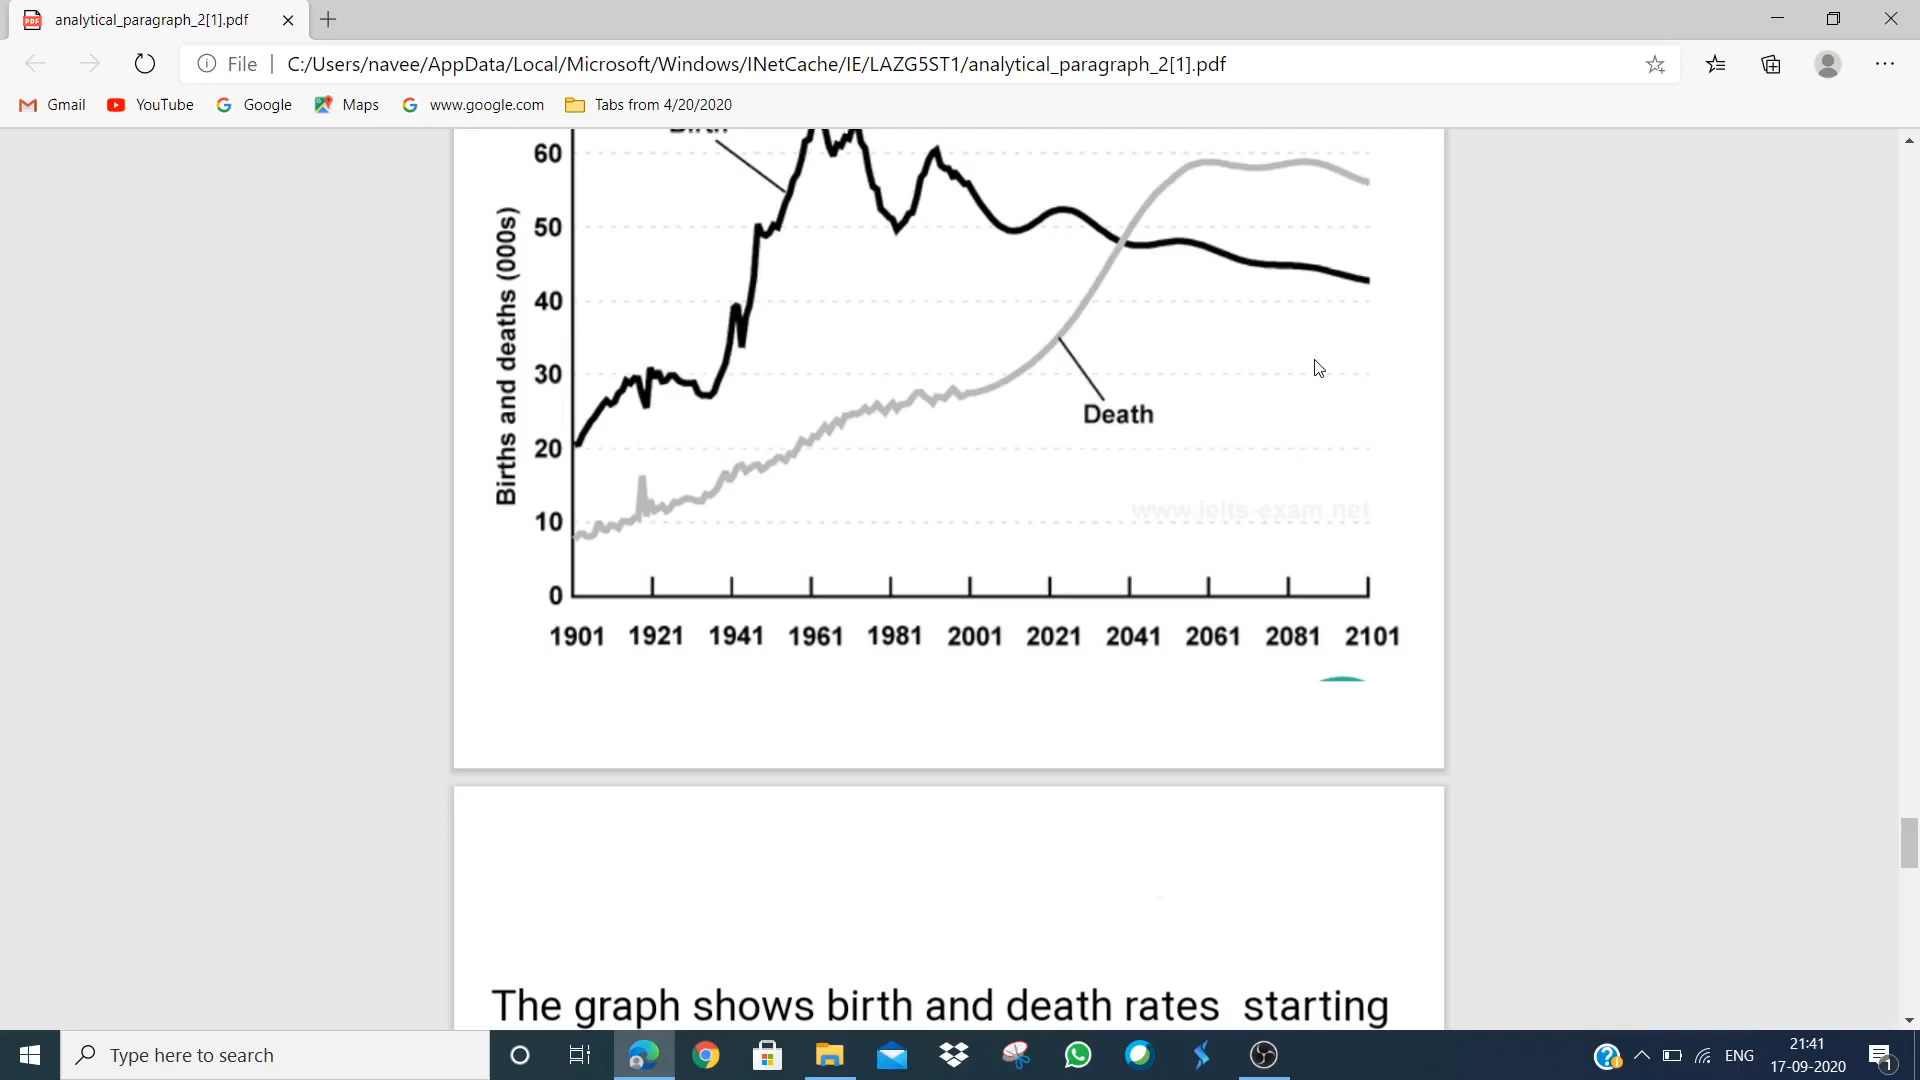 analytical_paragraph_2[1].pdf
File | C:/Users/navee/AppData/Local/Microsoft/Windows/INetCache/IE/LAZG5ST1/analytical_paragraph_2[1].pdf
Gmail YouTube Google Maps www.google.com Tabs from 4/20/2020
Birth
60
50
40
30
20
10
0
Births and deaths (000s)
Death
www.ielts-exam.net
1901 1921 1941 1961 1981 2001 2021 2041 2061 2081 2101
The graph shows birth and death rates starting
Type here to search
ENG
21:41
17-09-2020
1